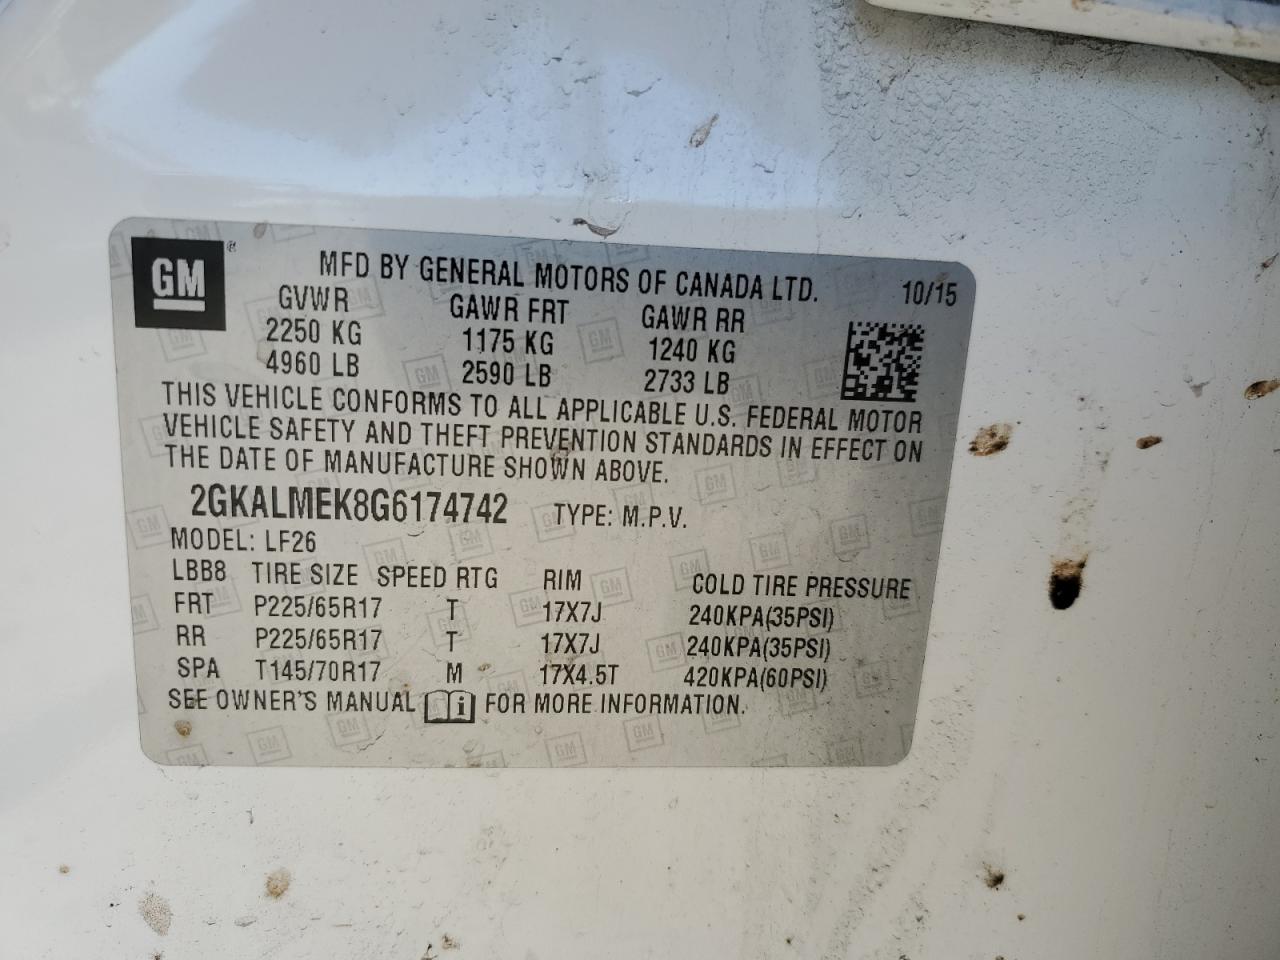 GM ®
MFD BY GENERAL MOTORS OF CANADA LTD. 10/15
GVWR GAWR FRT GAWR RR
2250 KG 1175 KG 1240 KG
4960 LB 2590 LB 2733 LB
THIS VEHICLE CONFORMS TO ALL APPLICABLE U.S. FEDERAL MOTOR
VEHICLE SAFETY AND THEFT PREVENTION STANDARDS IN EFFECT ON
THE DATE OF MANUFACTURE SHOWN ABOVE.
2GKALMEK8G6174742 TYPE: M.P.V.
MODEL: LF26
LBB8 TIRE SIZE SPEED RTG RIM COLD TIRE PRESSURE
FRT P225/65R17 T 17X7J 240KPA(35PSI)
RR P225/65R17 T 17X7J 240KPA(35PSI)
SPA T145/70R17 M 17X4.5T 420KPA(60PSI)
SEE OWNER'S MANUAL i FOR MORE INFORMATION.